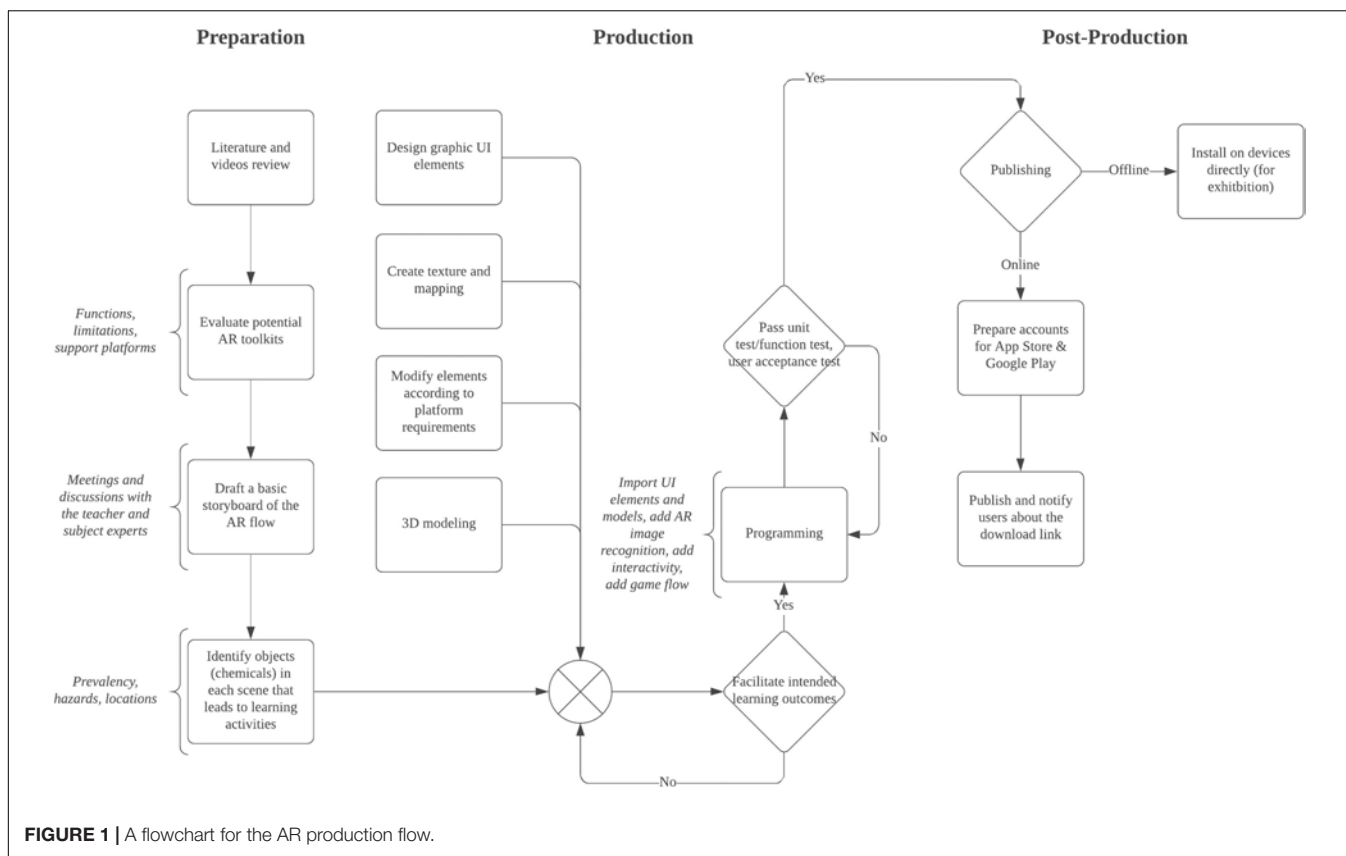 Preparation
Literature and
videos review
Functions,
limitations,
support platforms
Evaluate potential
AR toolkits
Meetings and
discussions with
the teacher and
subject experts
Draft a basic
storyboard of the
AR flow
Prevalency,
hazards, locations
Identify objects
(chemicals) in
each scene that
leads to learning
activities
Production
Design graphic UI
elements
Create texture and
mapping
Modify elements
according to
platform
requirements
3D modeling
Facilitate intended
learning outcomes
No
Yes
Import UI
elements and
models, add AR
image
recognition, add
interactivity,
add game flow
Programming
Pass unit
test/function test,
user acceptance test
No
Yes
Post-Production
Publishing
Offline
Install on devices
directly (for
exhitbition)
Online
Prepare accounts
for App Store &
Google Play
Publish and notify
users about the
download link
FIGURE 1 | A flowchart for the AR production flow.